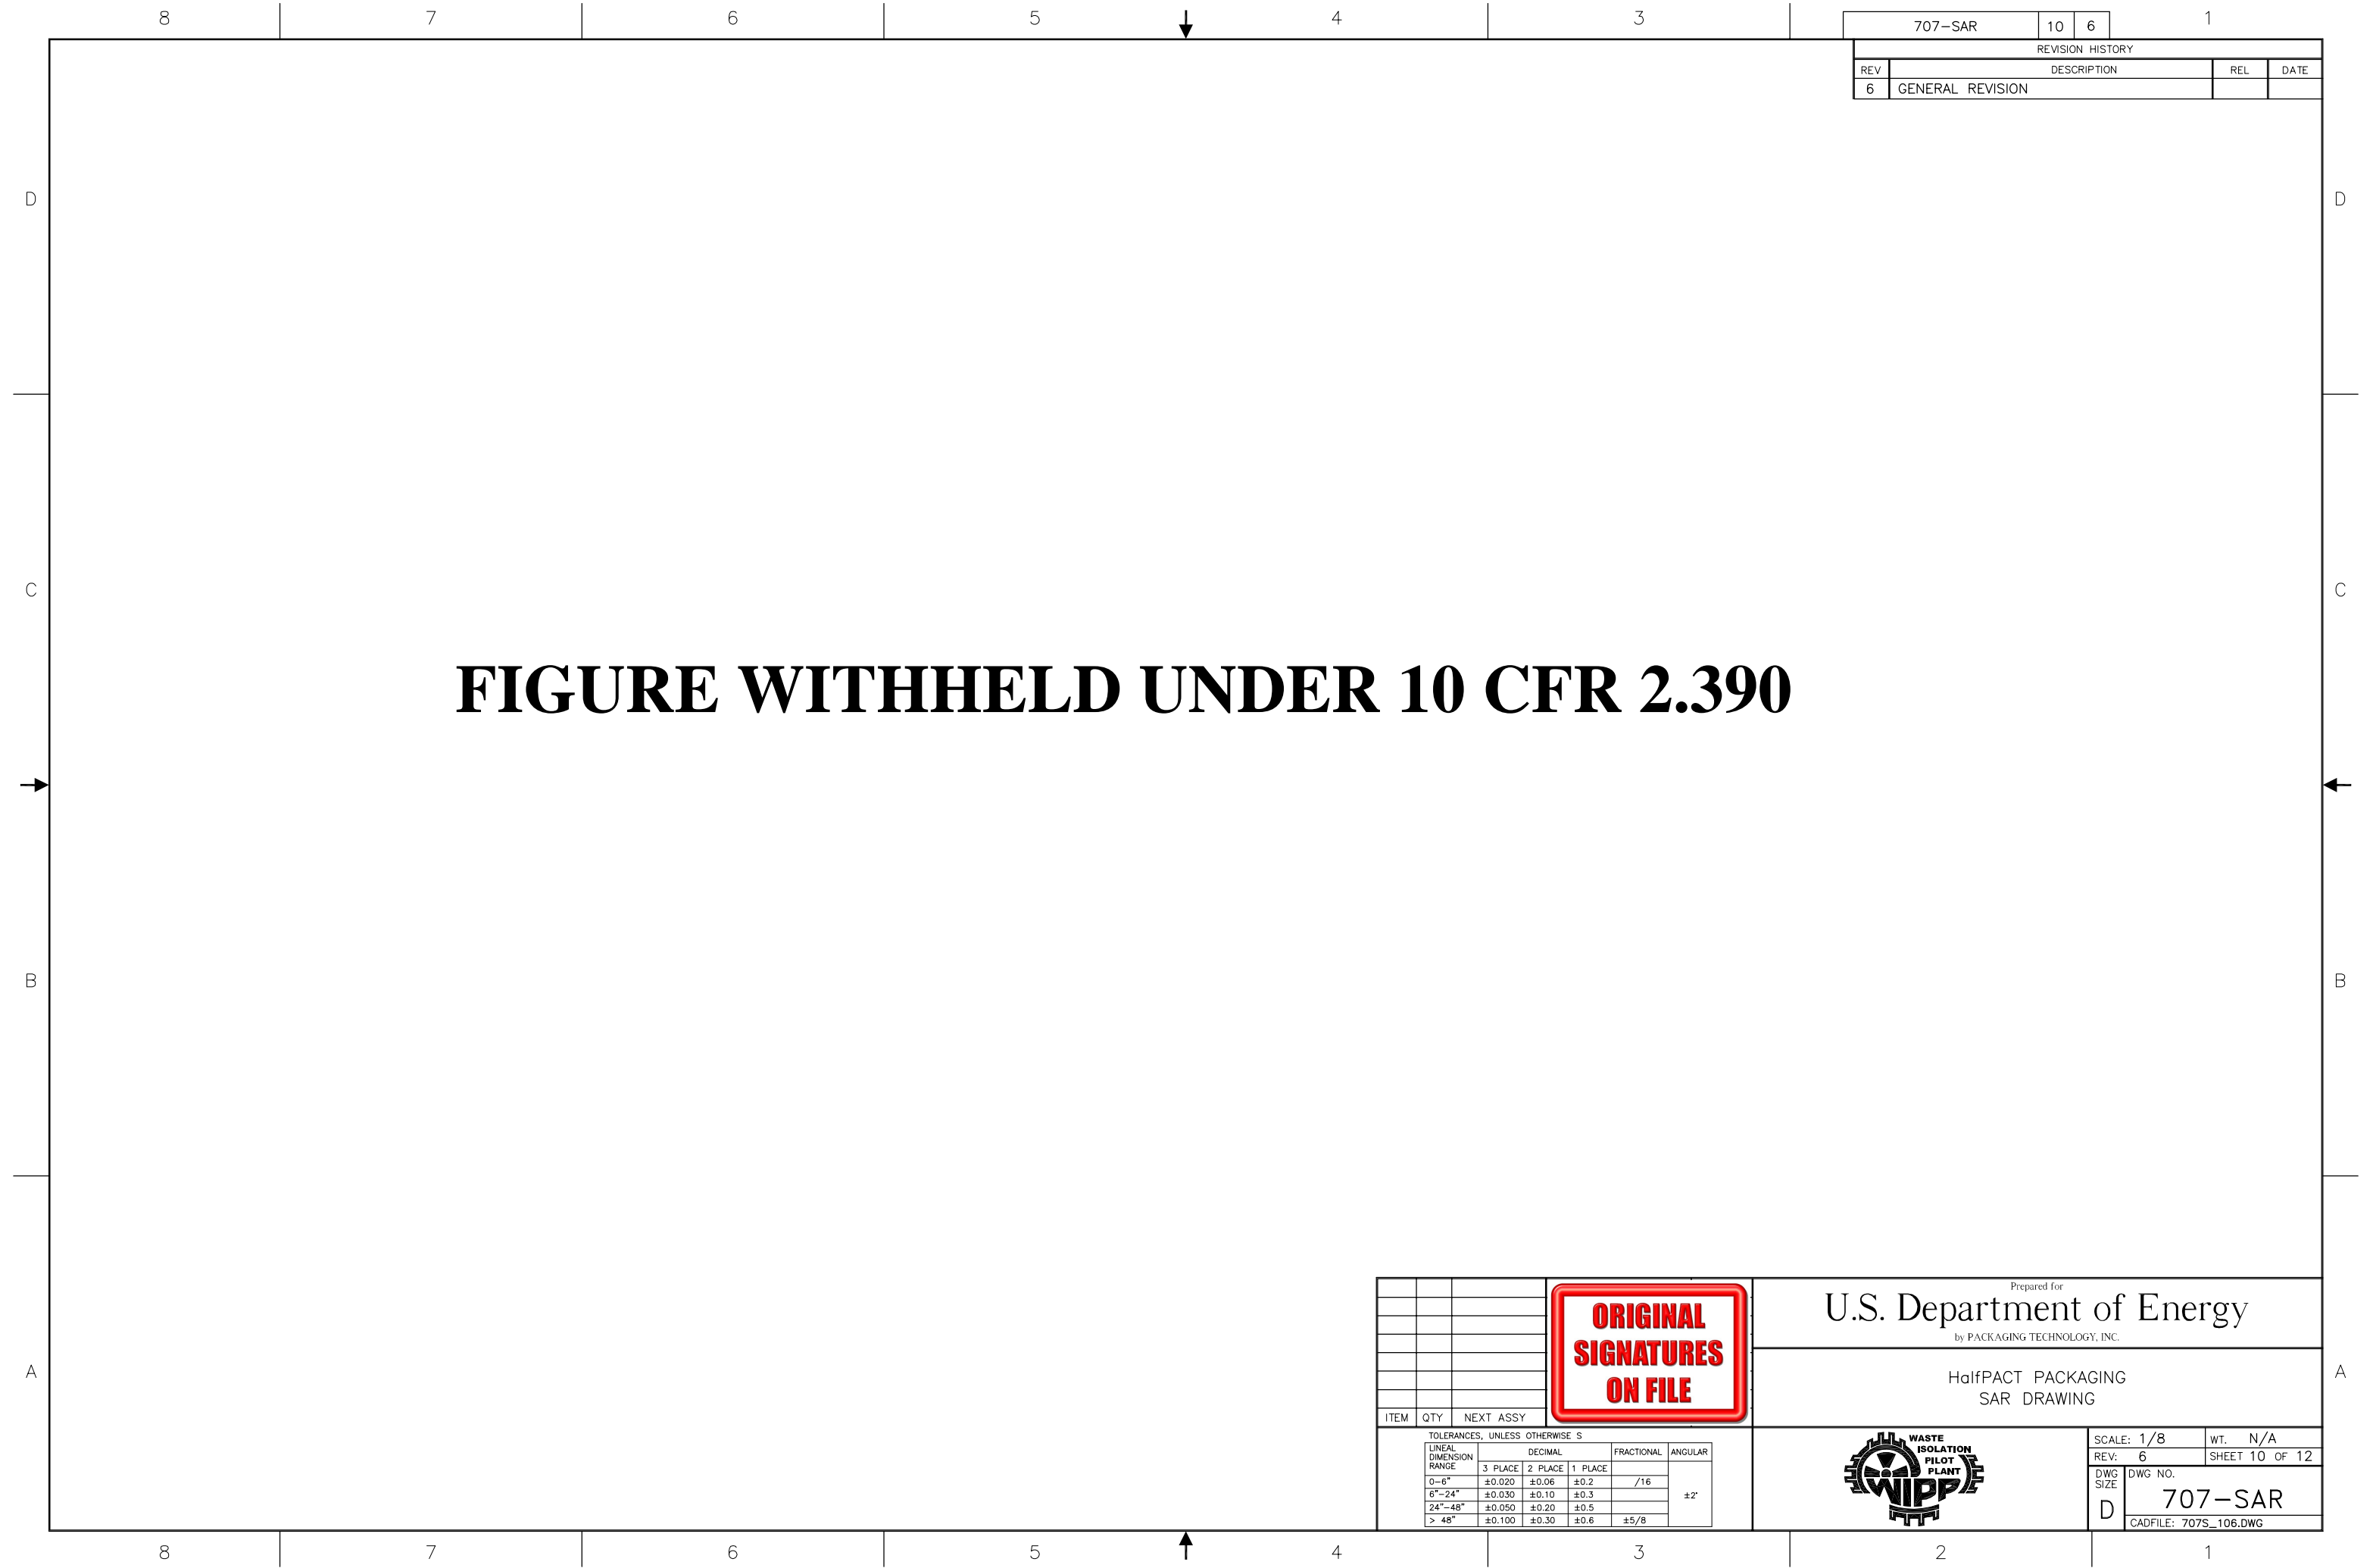 8 7 6 5 4 3 1
707-SAR 10 6
REVISION HISTORY
REV DESCRIPTION REL DATE
6 GENERAL REVISION
D D
C C
FIGURE WITHHELD UNDER 10 CFR 2.390
B B
A A
ORIGINAL
SIGNATURES
ON FILE
ITEM QTY NEXT ASSY
TOLERANCES, UNLESS OTHERWISE S
LINEAL
DIMENSION
RANGE
DECIMAL FRACTIONAL ANGULAR
3 PLACE 2 PLACE 1 PLACE
0-6" ±0.020 ±0.06 ±0.2 /16
6"-24" ±0.030 ±0.10 ±0.3
±2°
24"-48" ±0.050 ±0.20 ±0.5
> 48" ±0.100 ±0.30 ±0.6 ±5/8
Prepared for
U.S. Department of Energy
by PACKAGING TECHNOLOGY, INC.
HalfPACT PACKAGING
SAR DRAWING
WASTE
ISOLATION
PILOT
PLANT
WIPP
SCALE: 1/8 WT. N/A
REV: 6 SHEET 10 OF 12
DWG
SIZE
D
DWG NO.
707-SAR
CADFILE: 707S_106.DWG
8 7 6 5 4 3 2 1